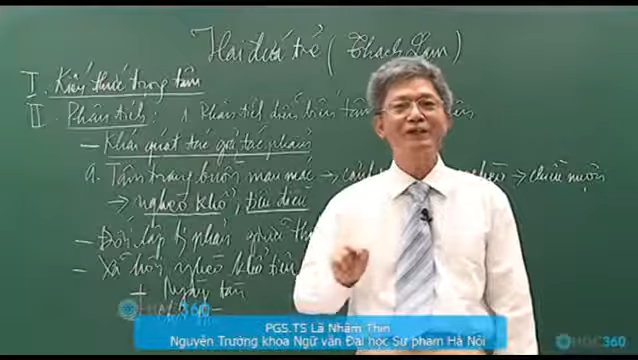 Hai đứa trẻ (Thạch Lam)
I. Kiến thức trọng tâm
II. Phân tích: 1 Phân tích diễn biến tâm
– Khái quát tác giả, tác phẩm
a. Tâm trạng buồn man mác → cảnh → chiều muộn
→ nghèo khổ, tiêu điều
– Đối lập
– Xã hội nghèo khổ
+ Ngày tàn
HỌC360
PGS.TS Lã Nhâm Thìn
Nguyên Trưởng khoa Ngữ văn Đại học Sư phạm Hà Nội
HOC360